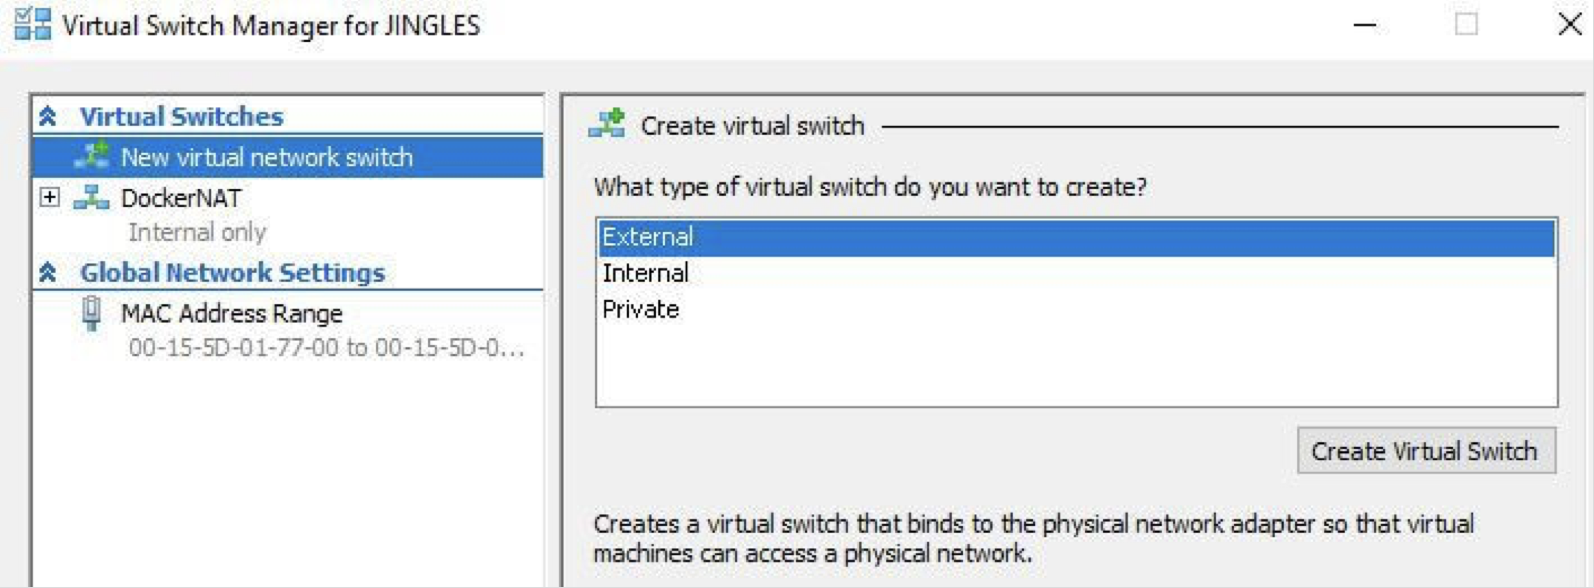 Virtual Switch Manager for JINGLES
Virtual Switches
New virtual network switch
DockerNAT
Internal only
Global Network Settings
MAC Address Range
00-15-5D-01-77-00 to 00-15-5D-0...
Create virtual switch
What type of virtual switch do you want to create?
External
Internal
Private
Create Virtual Switch
Creates a virtual switch that binds to the physical network adapter so that virtual
machines can access a physical network.